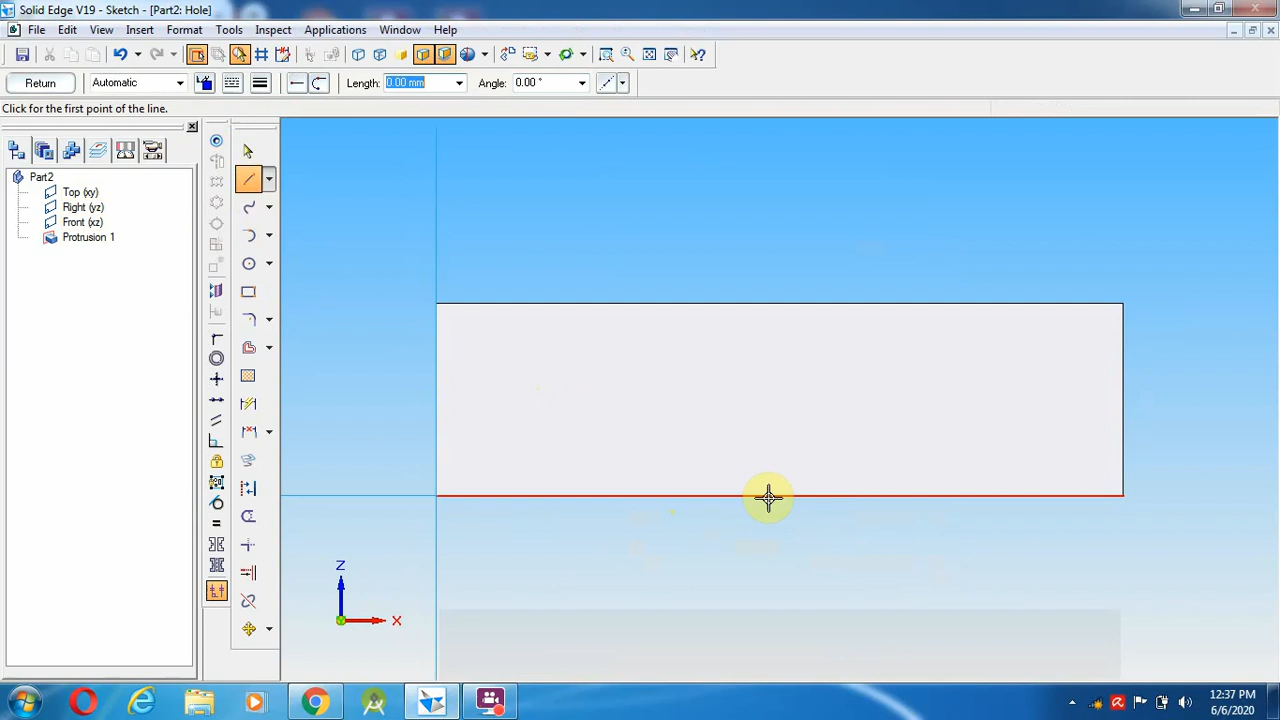 Solid Edge V19 - Sketch - [Part2: Hole]
File Edit View Insert Format Tools Inspect Applications Window Help
Return Automatic Length: 0.00 mm Angle: 0.00 °
Click for the first point of the line.
Part2
Top (xy)
Right (yz)
Front (xz)
Protrusion 1
Z
X
12:37 PM
6/6/2020